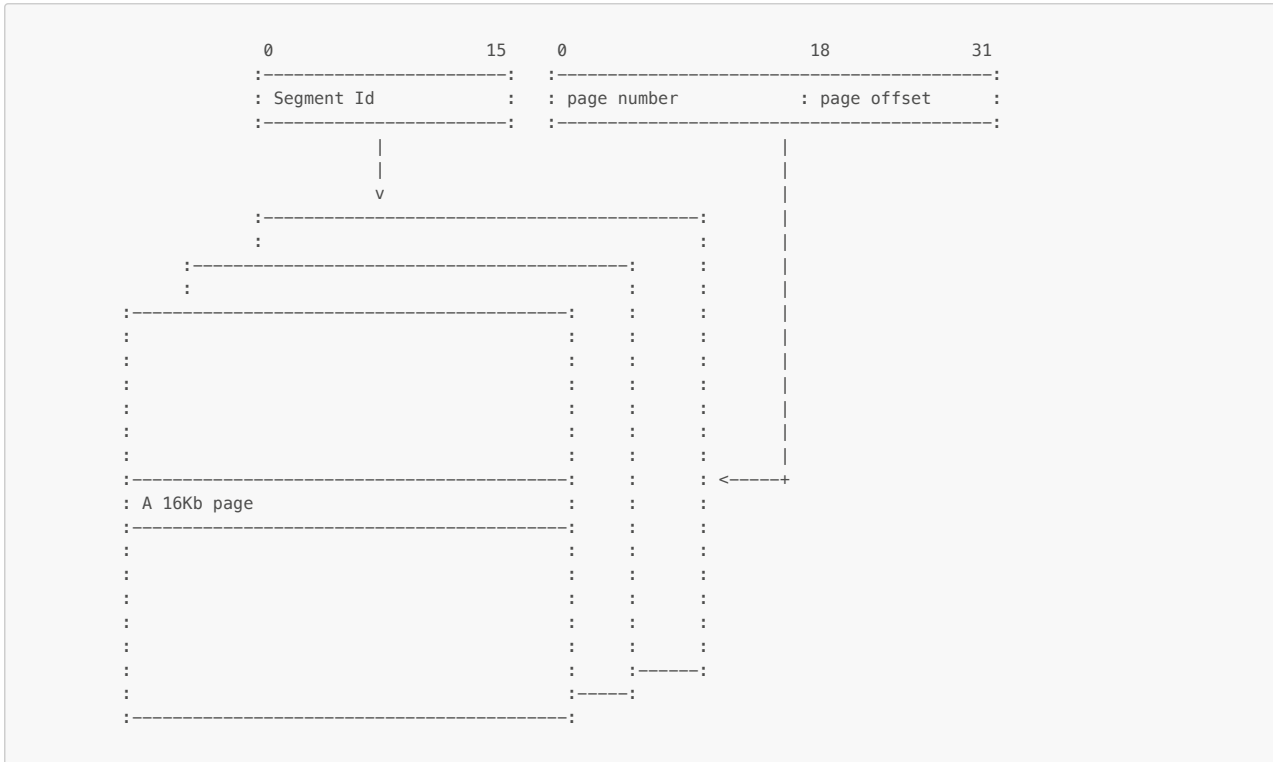 0 15 0 18 31
:------------------------: :-------------------------------------------:
: Segment Id : : page number : page offset :
:------------------------: :-------------------------------------------:
| |
| |
v |
:-------------------------------------------: |
: : |
:-------------------------------------------: : |
: : : |
:-------------------------------------------: : : |
: : : : |
: : : : |
: : : : |
: : : : |
: : : : |
: : : : |
:-------------------------------------------: : : <-----+
: A 16Kb page : : :
:-------------------------------------------: : :
: : : :
: : : :
: : : :
: : : :
: : : :
: : :------:
: :-----:
:-------------------------------------------: